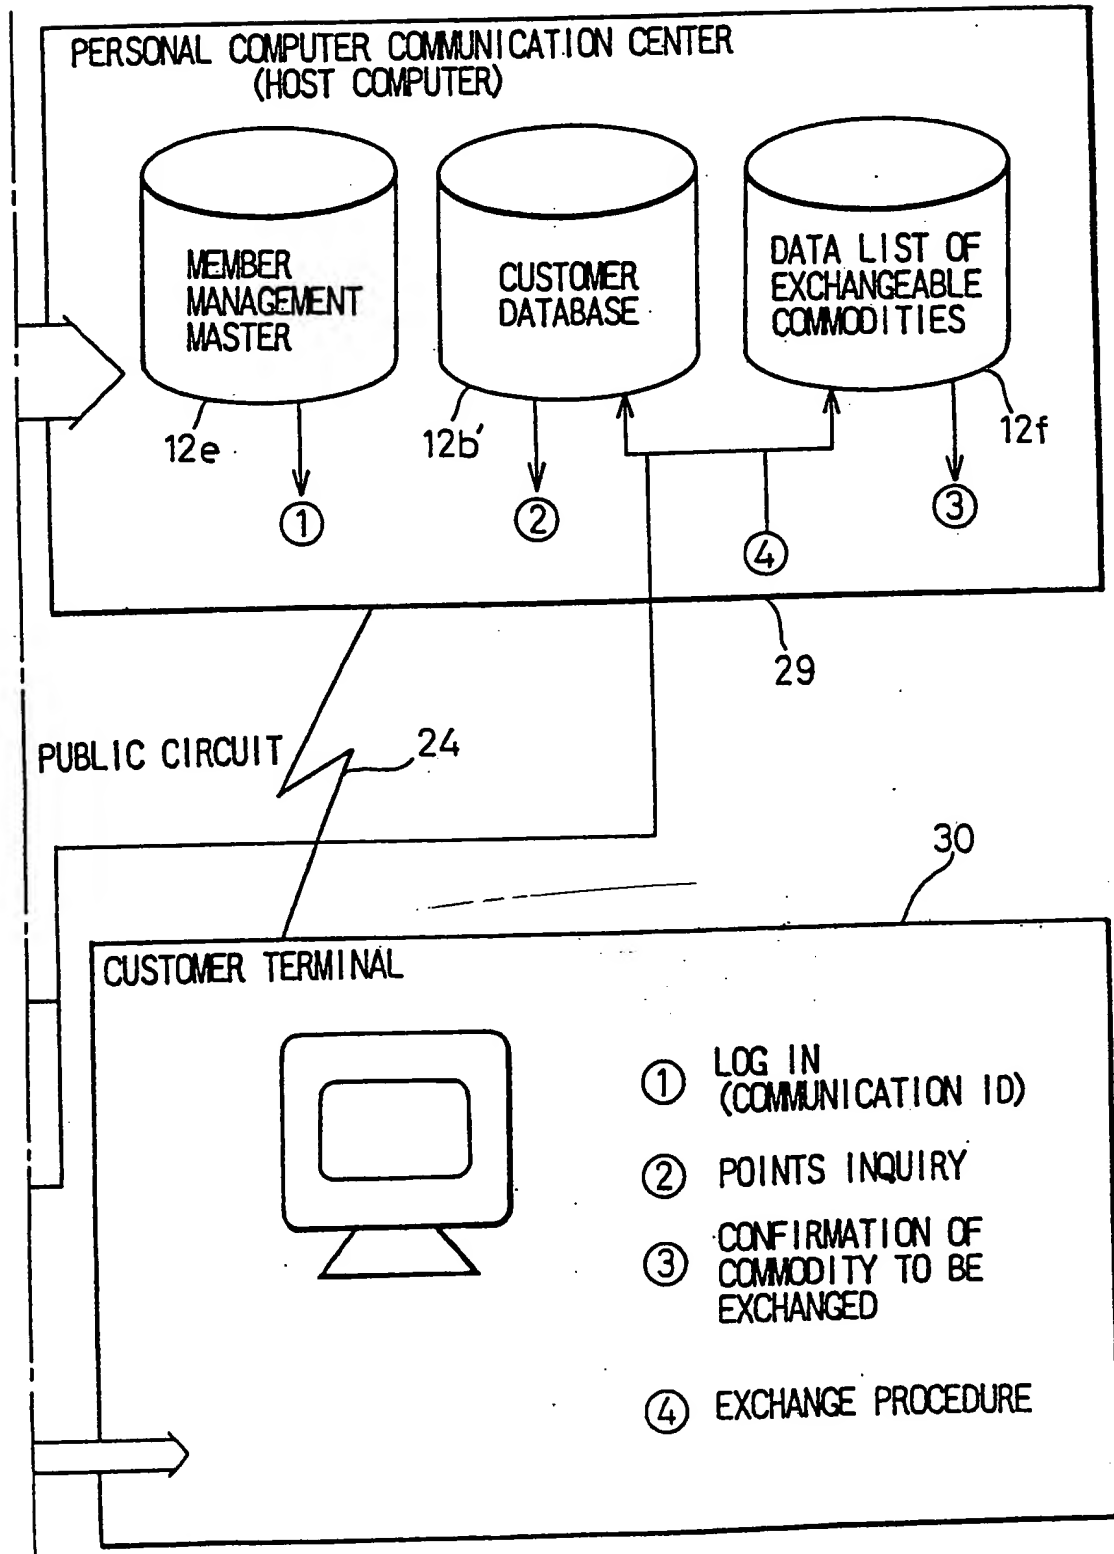 PERSONAL COMPUTER COMMUNICATION CENTER
(HOST COMPUTER)
MEMBER
MANAGEMENT
MASTER
CUSTOMER
DATABASE
DATA LIST OF
EXCHANGEABLE
COMMODITIES
12e
12b'
12f
①
②
③
④
29
PUBLIC CIRCUIT
24
30
CUSTOMER TERMINAL
① LOG IN
(COMMUNICATION ID)
② POINTS INQUIRY
③ CONFIRMATION OF
COMMODITY TO BE
EXCHANGED
④ EXCHANGE PROCEDURE